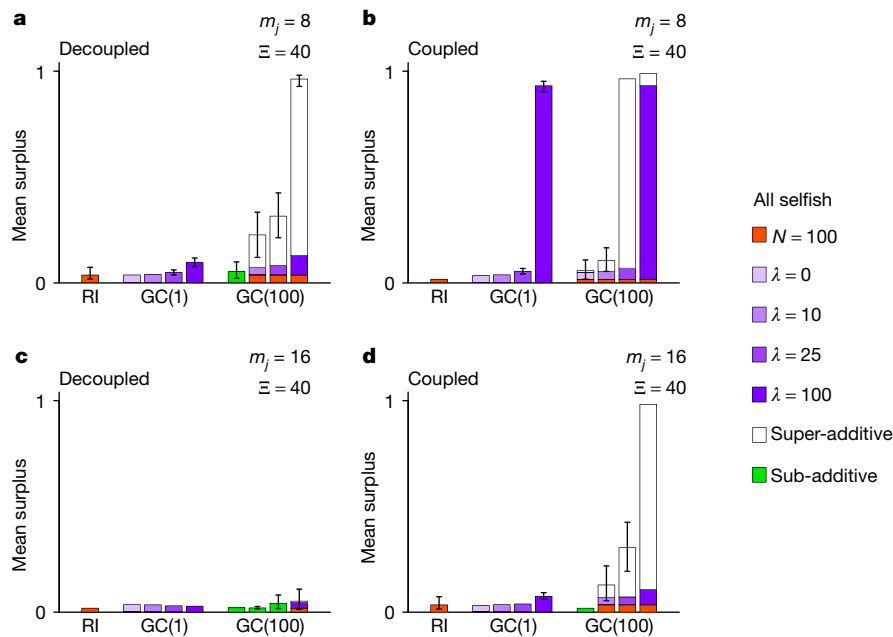 a
Decoupled
m_j = 8
Ξ = 40
1
Mean surplus
0
RI
GC(1)
GC(100)
b
Coupled
m_j = 8
Ξ = 40
1
Mean surplus
0
RI
GC(1)
GC(100)
c
Decoupled
m_j = 16
Ξ = 40
1
Mean surplus
0
RI
GC(1)
GC(100)
d
Coupled
m_j = 16
Ξ = 40
1
Mean surplus
0
RI
GC(1)
GC(100)
All selfish
N = 100
λ = 0
λ = 10
λ = 25
λ = 100
Super-additive
Sub-additive